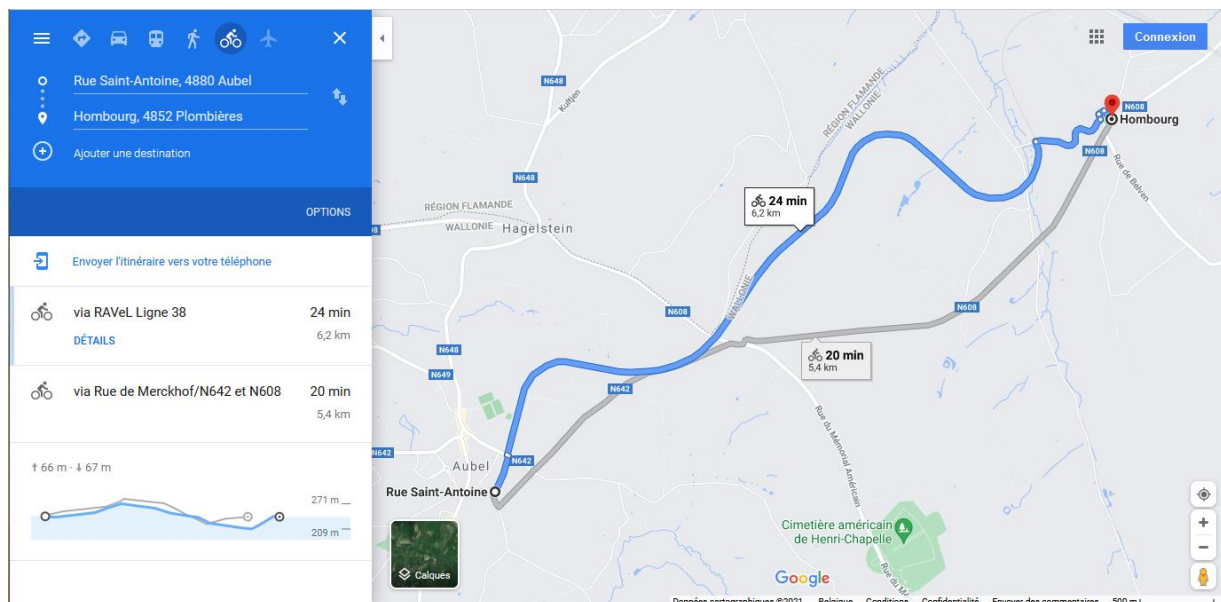 Rue Saint-Antoine, 4880 Aubel
Hombourg, 4852 Plombières
Ajouter une destination
OPTIONS
Envoyer l'itinéraire vers votre téléphone
via RAVeL Ligne 38 24 min
DÉTAILS 6,2 km
via Rue de Merckhof/N642 et N608 20 min
5,4 km
↑ 66 m · ↓ 67 m
271 m
209 m
Connexion
N648
Kultjen
RÉGION FLAMANDE
WALLONIE
N608
Hombourg
N608
Rue de Belven
N648
24 min
6,2 km
RÉGION FLAMANDE
WALLONIE
Hagelstein
WALLONIE
N608
N608
N648
20 min
5,4 km
N649
N642
Rue du Mémorial Américain
N642
N642
Aubel
Rue Saint-Antoine
Cimetière américain
de Henri-Chapelle
Calques
Google
Données cartographiques ©2021 Belgique Conditions Confidentialité Envoyer des commentaires 500 m